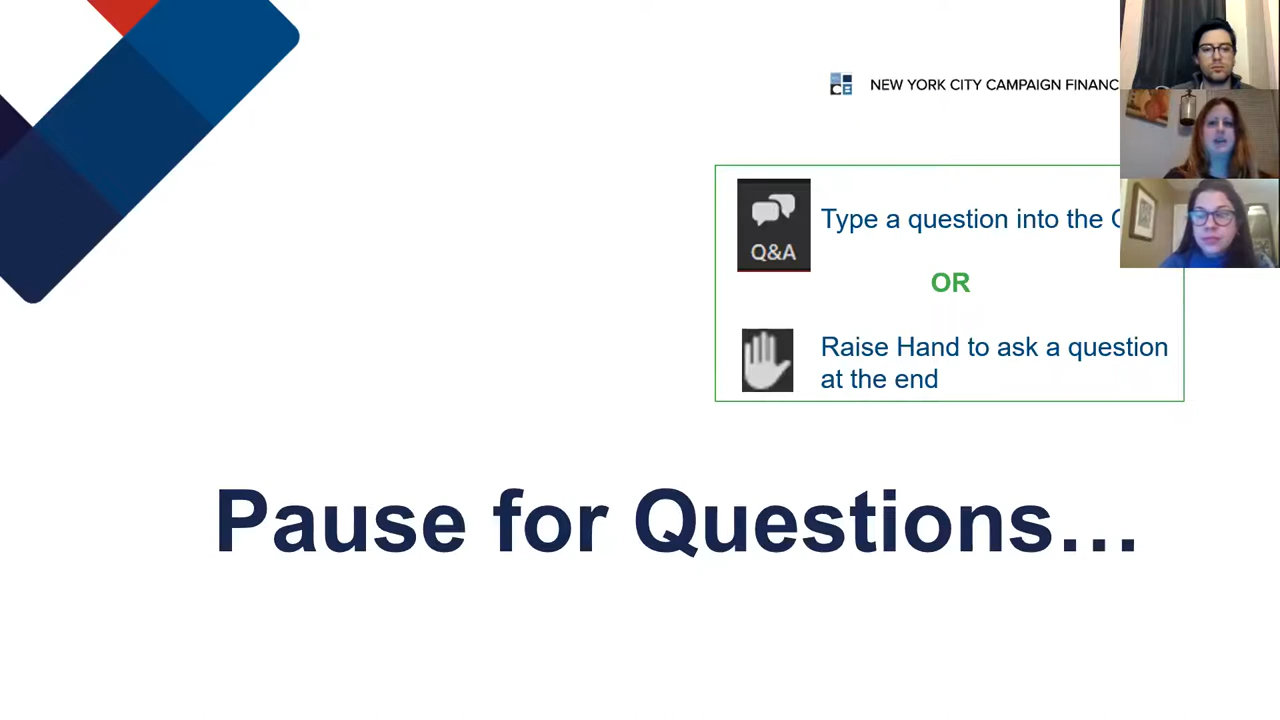 CE
NEW YORK CITY CAMPAIGN FINANC
Type a question into the
Q&A
OR
Raise Hand to ask a question
at the end
Pause for Questions...